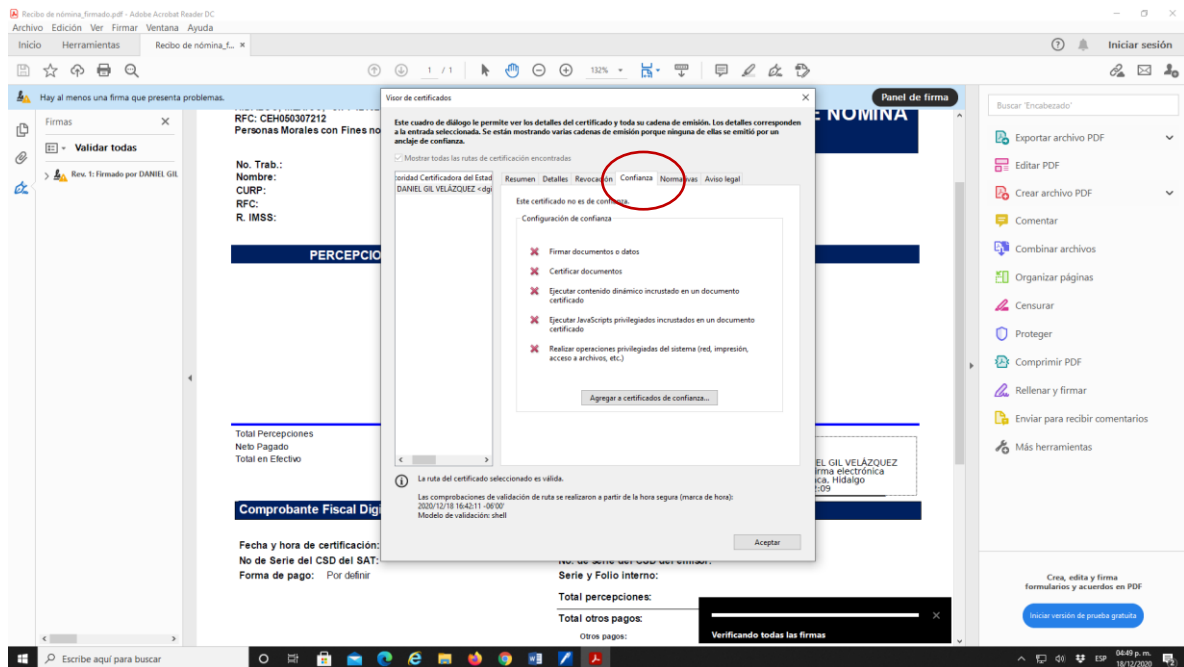 Recibo de nómina_firmado.pdf - Adobe Acrobat Reader DC
Archivo Edición Ver Firmar Ventana Ayuda
Inicio Herramientas Recibo de nómina_f... ×
Iniciar sesión
1 / 1
132%
Hay al menos una firma que presenta problemas.
Panel de firma
Firmas
Validar todas
Rev. 1: Firmado por DANIEL GIL
RFC: CEH050307212
Personas Morales con Fines no
E NOMINA
No. Trab.:
Nombre:
CURP:
RFC:
R. IMSS:
PERCEPCIO
Total Percepciones
Neto Pagado
Total en Efectivo
EL GIL VELÁZQUEZ
irma electrónica
ca, Hidalgo
:09
Comprobante Fiscal Digi
Fecha y hora de certificación:
No de Serie del CSD del SAT:
Forma de pago: Por definir
Serie y Folio interno:
Total percepciones:
Total otros pagos:
Otros pagos:
Visor de certificados
Este cuadro de diálogo le permite ver los detalles del certificado y toda su cadena de emisión. Los detalles corresponden
a la entrada seleccionada. Se están mostrando varias cadenas de emisión porque ninguna de ellas se emitió por un
anclaje de confianza.
Mostrar todas las rutas de certificación encontradas
oridad Certificadora del Estad
DANIEL GIL VELÁZQUEZ <dgi
Resumen Detalles Revocación Confianza Normativas Aviso legal
Este certificado no es de confianza.
Configuración de confianza
Firmar documentos o datos
Certificar documentos
Ejecutar contenido dinámico incrustado en un documento
certificado
Ejecutar JavaScripts privilegiados incrustados en un documento
certificado
Realizar operaciones privilegiadas del sistema (red, impresión,
acceso a archivos, etc.)
Agregar a certificados de confianza...
La ruta del certificado seleccionado es válida.
Las comprobaciones de validación de ruta se realizaron a partir de la hora segura (marca de hora):
2020/12/18 16:42:11 -06'00'
Modelo de validación: shell
Aceptar
Verificando todas las firmas
Buscar 'Encabezado'
Exportar archivo PDF
Editar PDF
Crear archivo PDF
Comentar
Combinar archivos
Organizar páginas
Censurar
Proteger
Comprimir PDF
Rellenar y firmar
Enviar para recibir comentarios
Más herramientas
Crea, edita y firma
formularios y acuerdos en PDF
Iniciar versión de prueba gratuita
Escribe aquí para buscar
ESP
04:49 p. m.
18/12/2020